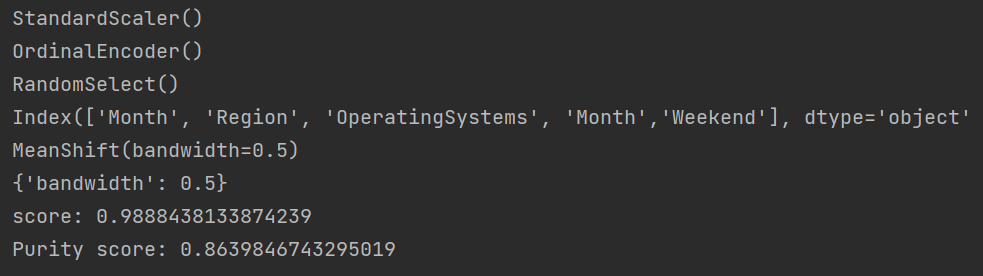 StandardScaler()
OrdinalEncoder()
RandomSelect()
Index(['Month', 'Region', 'OperatingSystems', 'Month','Weekend'], dtype='object'
MeanShift(bandwidth=0.5)
{'bandwidth': 0.5}
score: 0.9888438133874239
Purity score: 0.8639846743295019